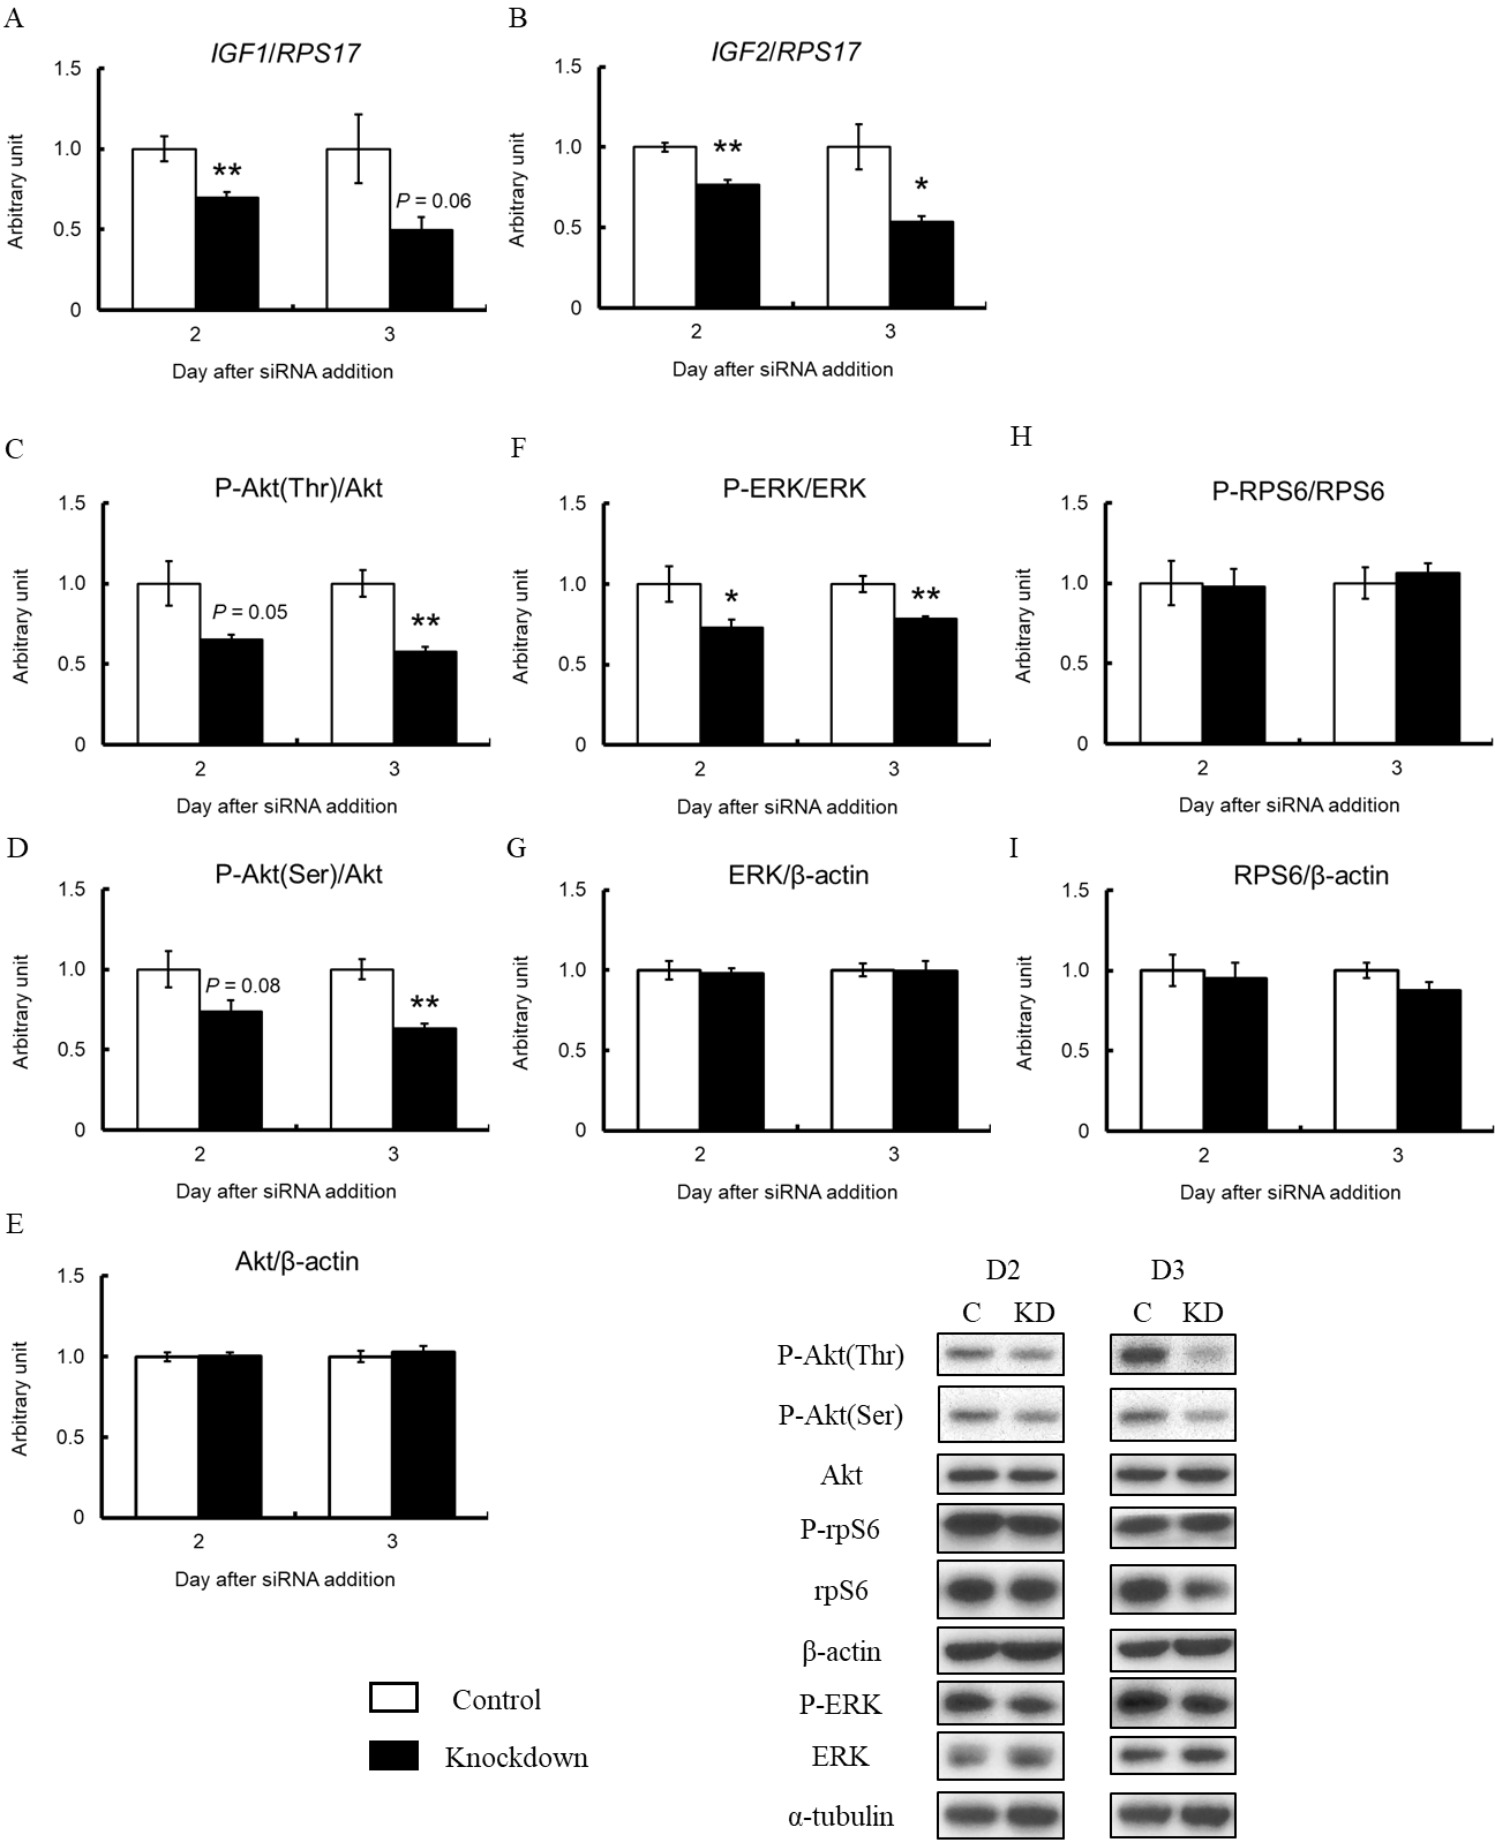 A
IGF1/RPS17
1.5
1.0
0.5
0
Arbitrary unit
**
P = 0.06
2 3
Day after siRNA addition
B
IGF2/RPS17
1.5
1.0
0.5
0
Arbitrary unit
**
*
2 3
Day after siRNA addition
C
P-Akt(Thr)/Akt
1.5
1.0
0.5
0
Arbitrary unit
P = 0.05
**
2 3
Day after siRNA addition
F
P-ERK/ERK
1.5
1.0
0.5
0
Arbitrary unit
*
**
2 3
Day after siRNA addition
H
P-RPS6/RPS6
1.5
1.0
0.5
0
Arbitrary unit
2 3
Day after siRNA addition
D
P-Akt(Ser)/Akt
1.5
1.0
0.5
0
Arbitrary unit
P = 0.08
**
2 3
Day after siRNA addition
G
ERK/β-actin
1.5
1.0
0.5
0
Arbitrary unit
2 3
Day after siRNA addition
I
RPS6/β-actin
1.5
1.0
0.5
0
Arbitrary unit
2 3
Day after siRNA addition
E
Akt/β-actin
1.5
1.0
0.5
0
Arbitrary unit
2 3
Day after siRNA addition
Control
Knockdown
D2 D3
C KD C KD
P-Akt(Thr)
P-Akt(Ser)
Akt
P-rpS6
rpS6
β-actin
P-ERK
ERK
α-tubulin